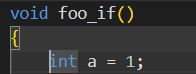 void foo_if()
{
    int a = 1;